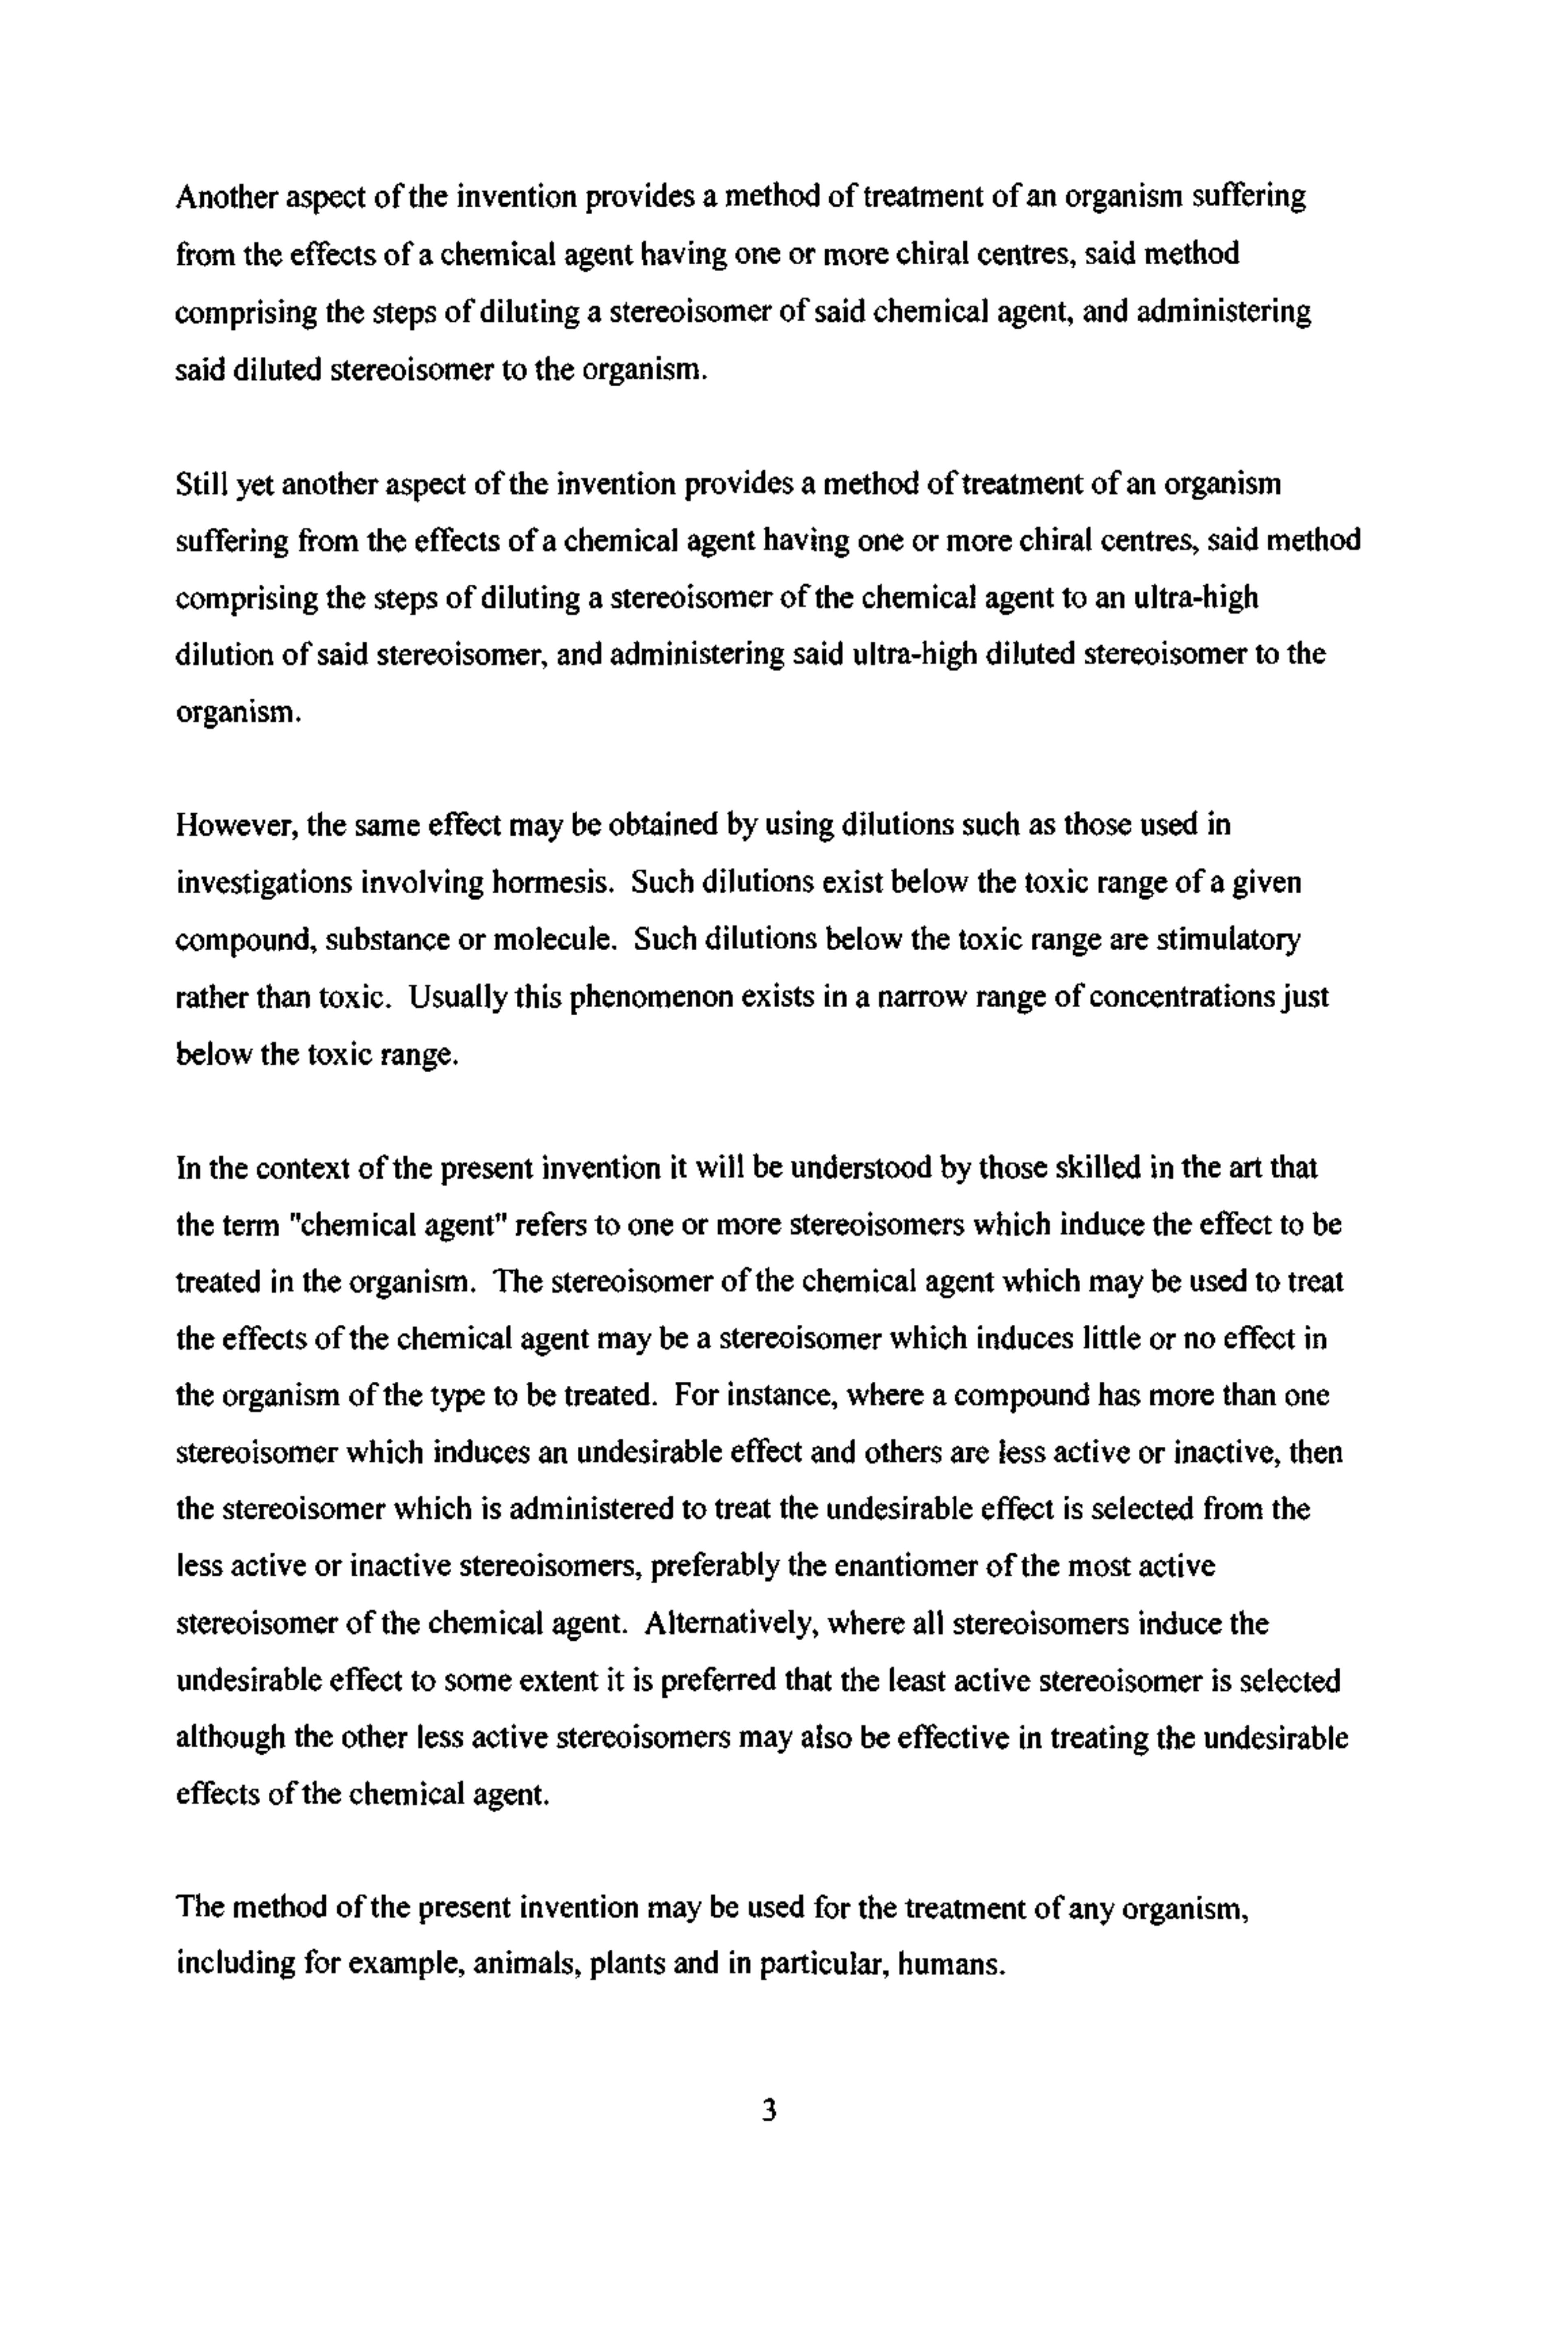 Another aspect of the invention provides a method of treatment of an organism suffering
from the effects of a chemical agent having one or more chiral centres, said method
comprising the steps of diluting a stereoisomer of said chemical agent, and administering
said diluted stereoisomer to the organism.
Still yet another aspect of the invention provides a method of treatment of an organism
suffering from the effects of a chemical agent having one or more chiral centres, said method
comprising the steps of diluting a stereoisomer of the chemical agent to an ultra-high
dilution of said stereoisomer, and administering said ultra-high diluted stereoisomer to the
organism.
However, the same effect may be obtained by using dilutions such as those used in
investigations involving hormesis. Such dilutions exist below the toxic range of a given
compound, substance or molecule. Such dilutions below the toxic range are stimulatory
rather than toxic. Usually this phenomenon exists in a narrow range of concentrations just
below the toxic range.
In the context of the present invention it will be understood by those skilled in the art that
the term "chemical agent" refers to one or more stereoisomers which induce the effect to be
treated in the organism. The stereoisomer of the chemical agent which may be used to treat
the effects of the chemical agent may be a stereoisomer which induces little or no effect in
the organism of the type to be treated. For instance, where a compound has more than one
stereoisomer which induces an undesirable effect and others are less active or inactive, then
the stereoisomer which is administered to treat the undesirable effect is selected from the
less active or inactive stereoisomers, preferably the enantiomer of the most active
stereoisomer of the chemical agent. Alternatively, where all stereoisomers induce the
undesirable effect to some extent it is preferred that the least active stereoisomer is selected
although the other less active stereoisomers may also be effective in treating the undesirable
effects of the chemical agent.
The method of the present invention may be used for the treatment of any organism,
including for example, animals, plants and in particular, humans.
3